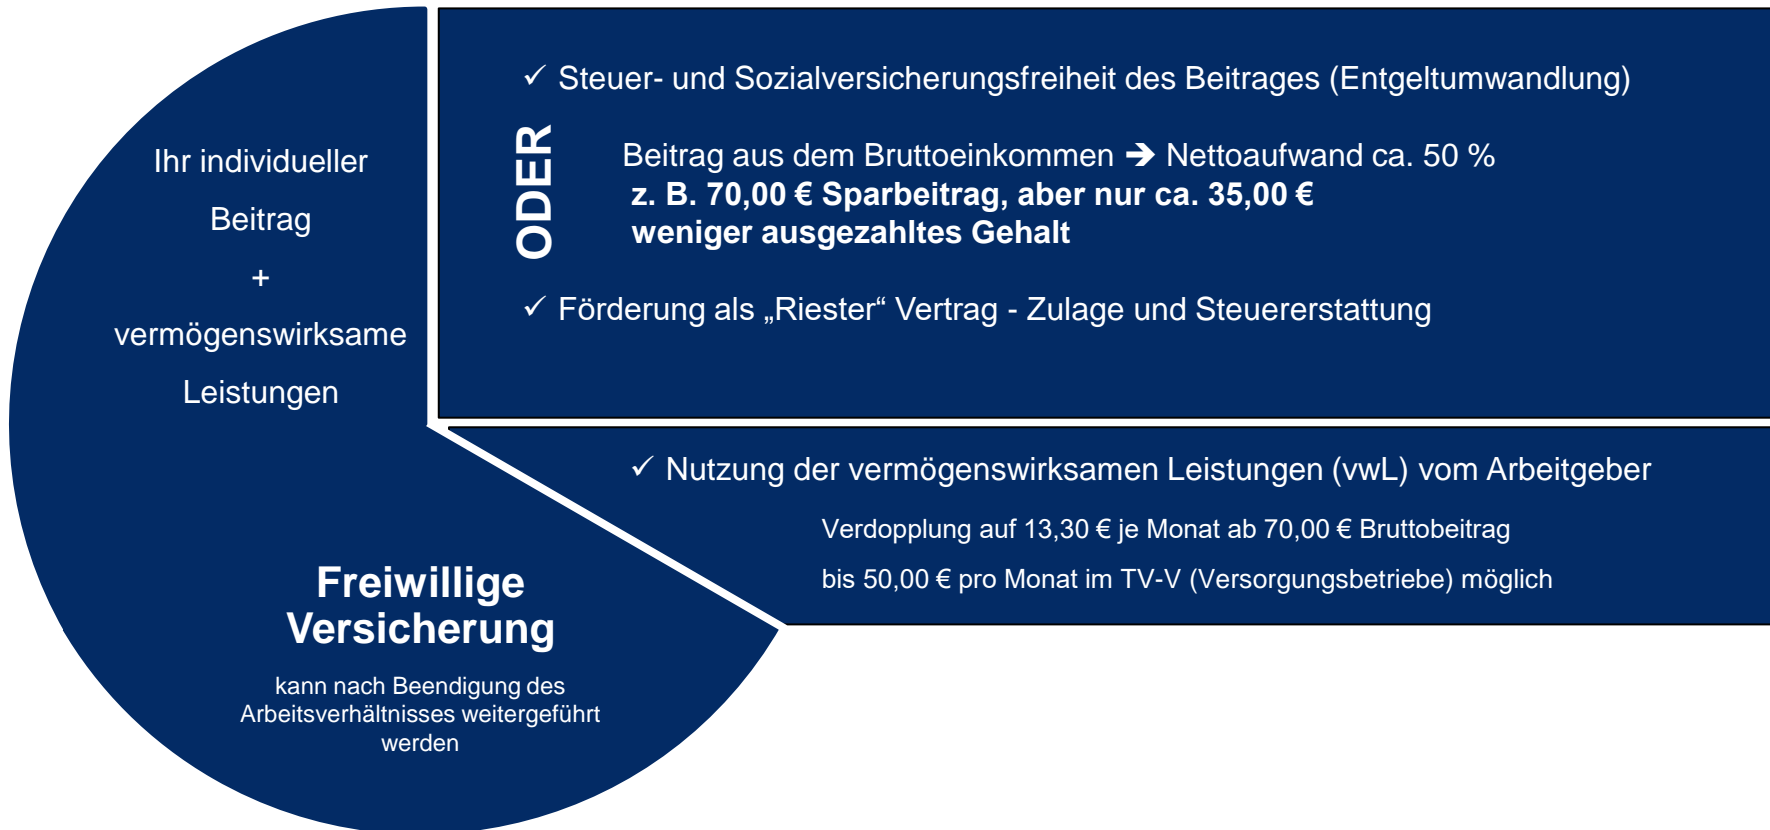 Ihr individueller
Beitrag
+
vermögenswirksame
Leistungen
Freiwillige
Versicherung
kann nach Beendigung des
Arbeitsverhältnisses weitergeführt
werden
✓ Steuer- und Sozialversicherungsfreiheit des Beitrages (Entgeltumwandlung)
ODER
Beitrag aus dem Bruttoeinkommen ➔ Nettoaufwand ca. 50 %
z. B. 70,00 € Sparbeitrag, aber nur ca. 35,00 €
weniger ausgezahltes Gehalt
✓ Förderung als „Riester“ Vertrag - Zulage und Steuererstattung
✓ Nutzung der vermögenswirksamen Leistungen (vwL) vom Arbeitgeber
Verdopplung auf 13,30 € je Monat ab 70,00 € Bruttobeitrag
bis 50,00 € pro Monat im TV-V (Versorgungsbetriebe) möglich